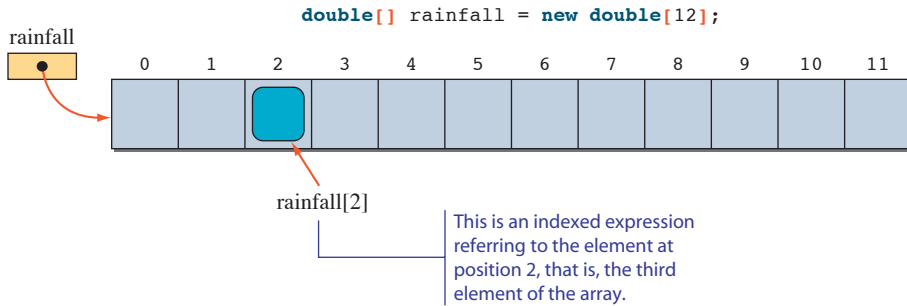 double[] rainfall = new double[12];
rainfall
0 1 2 3 4 5 6 7 8 9 10 11
rainfall[2]
This is an indexed expression
referring to the element at
position 2, that is, the third
element of the array.